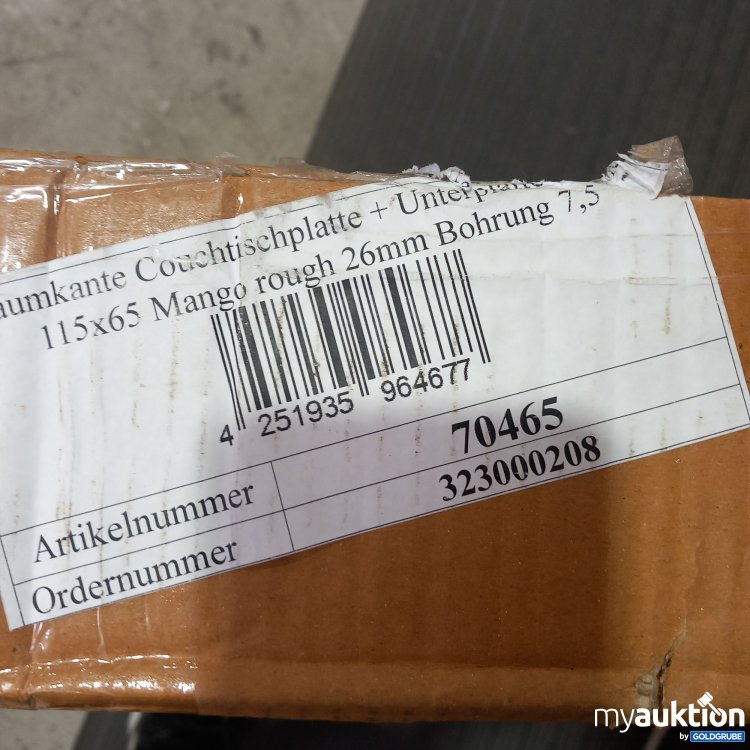 aumkante Couchtischplatte + Unterplatte
115x65 Mango rough 26mm Bohrung 7,5
4 251935 964677
Artikelnummer 70465
Ordernummer 323000208
myauktion
by GOLDGRUBE